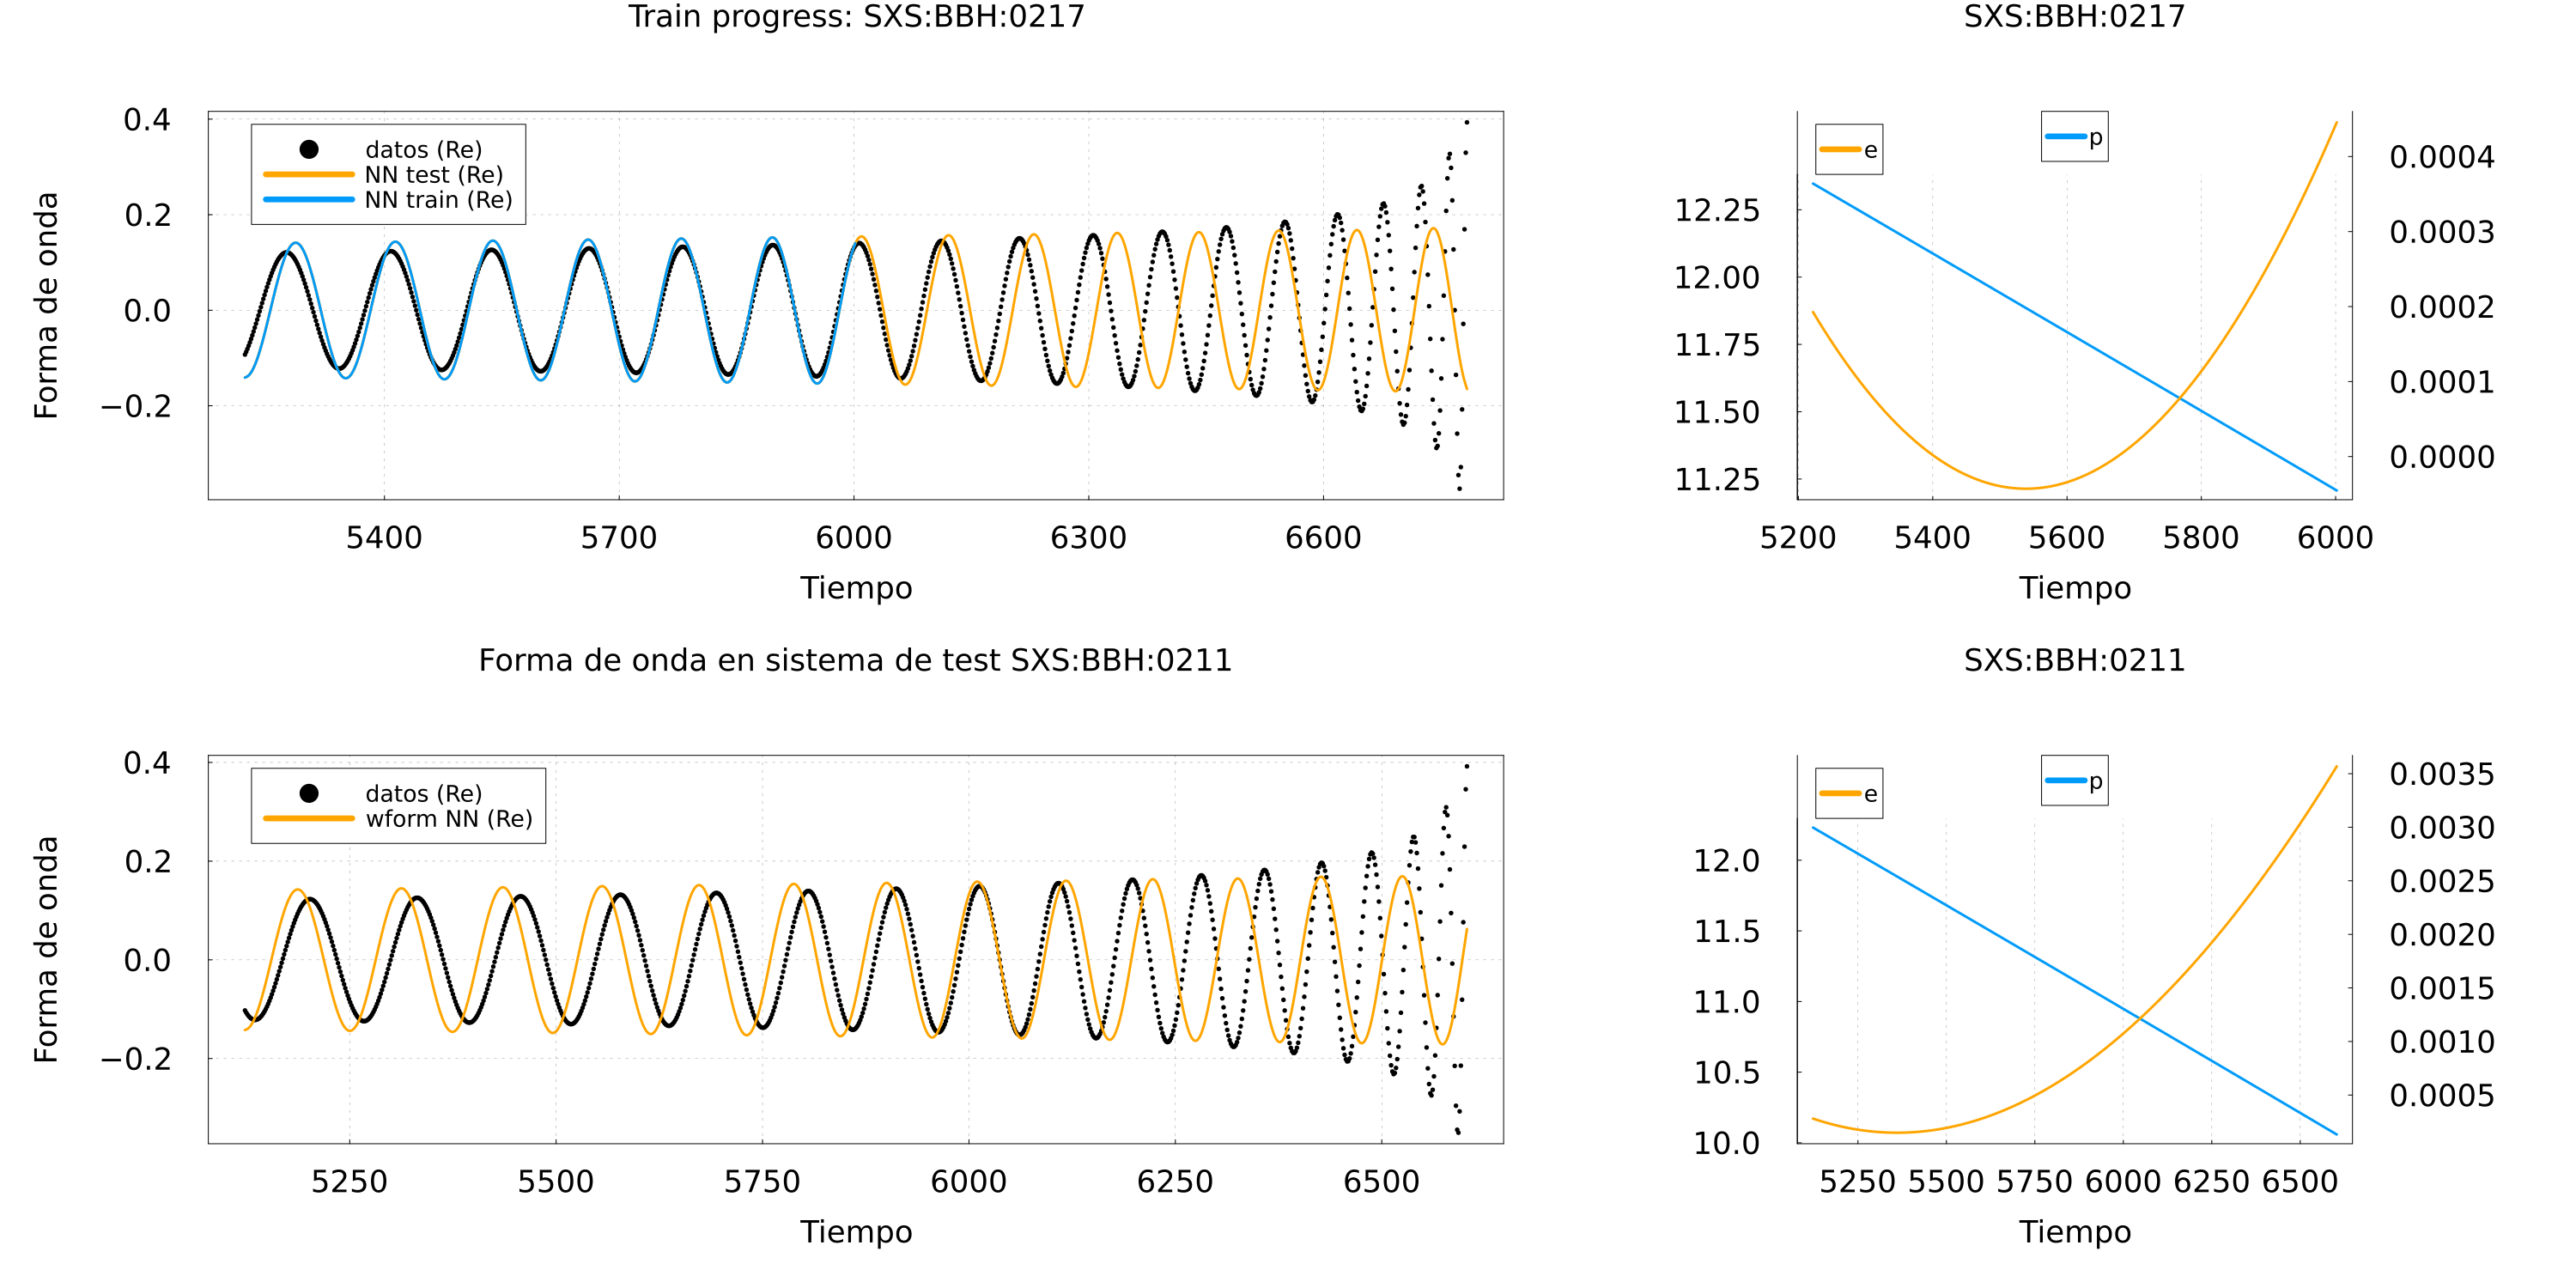 Train progress: SXS:BBH:0217
datos (Re)
NN test (Re)
NN train (Re)
Forma de onda
0.4
0.2
0.0
−0.2
5400 5700 6000 6300 6600
Tiempo
SXS:BBH:0217
e
p
12.25
12.00
11.75
11.50
11.25
0.0004
0.0003
0.0002
0.0001
0.0000
5200 5400 5600 5800 6000
Tiempo
Forma de onda en sistema de test SXS:BBH:0211
datos (Re)
wform NN (Re)
Forma de onda
0.4
0.2
0.0
−0.2
5250 5500 5750 6000 6250 6500
Tiempo
SXS:BBH:0211
e
p
12.0
11.5
11.0
10.5
10.0
0.0035
0.0030
0.0025
0.0020
0.0015
0.0010
0.0005
5250 5500 5750 6000 6250 6500
Tiempo